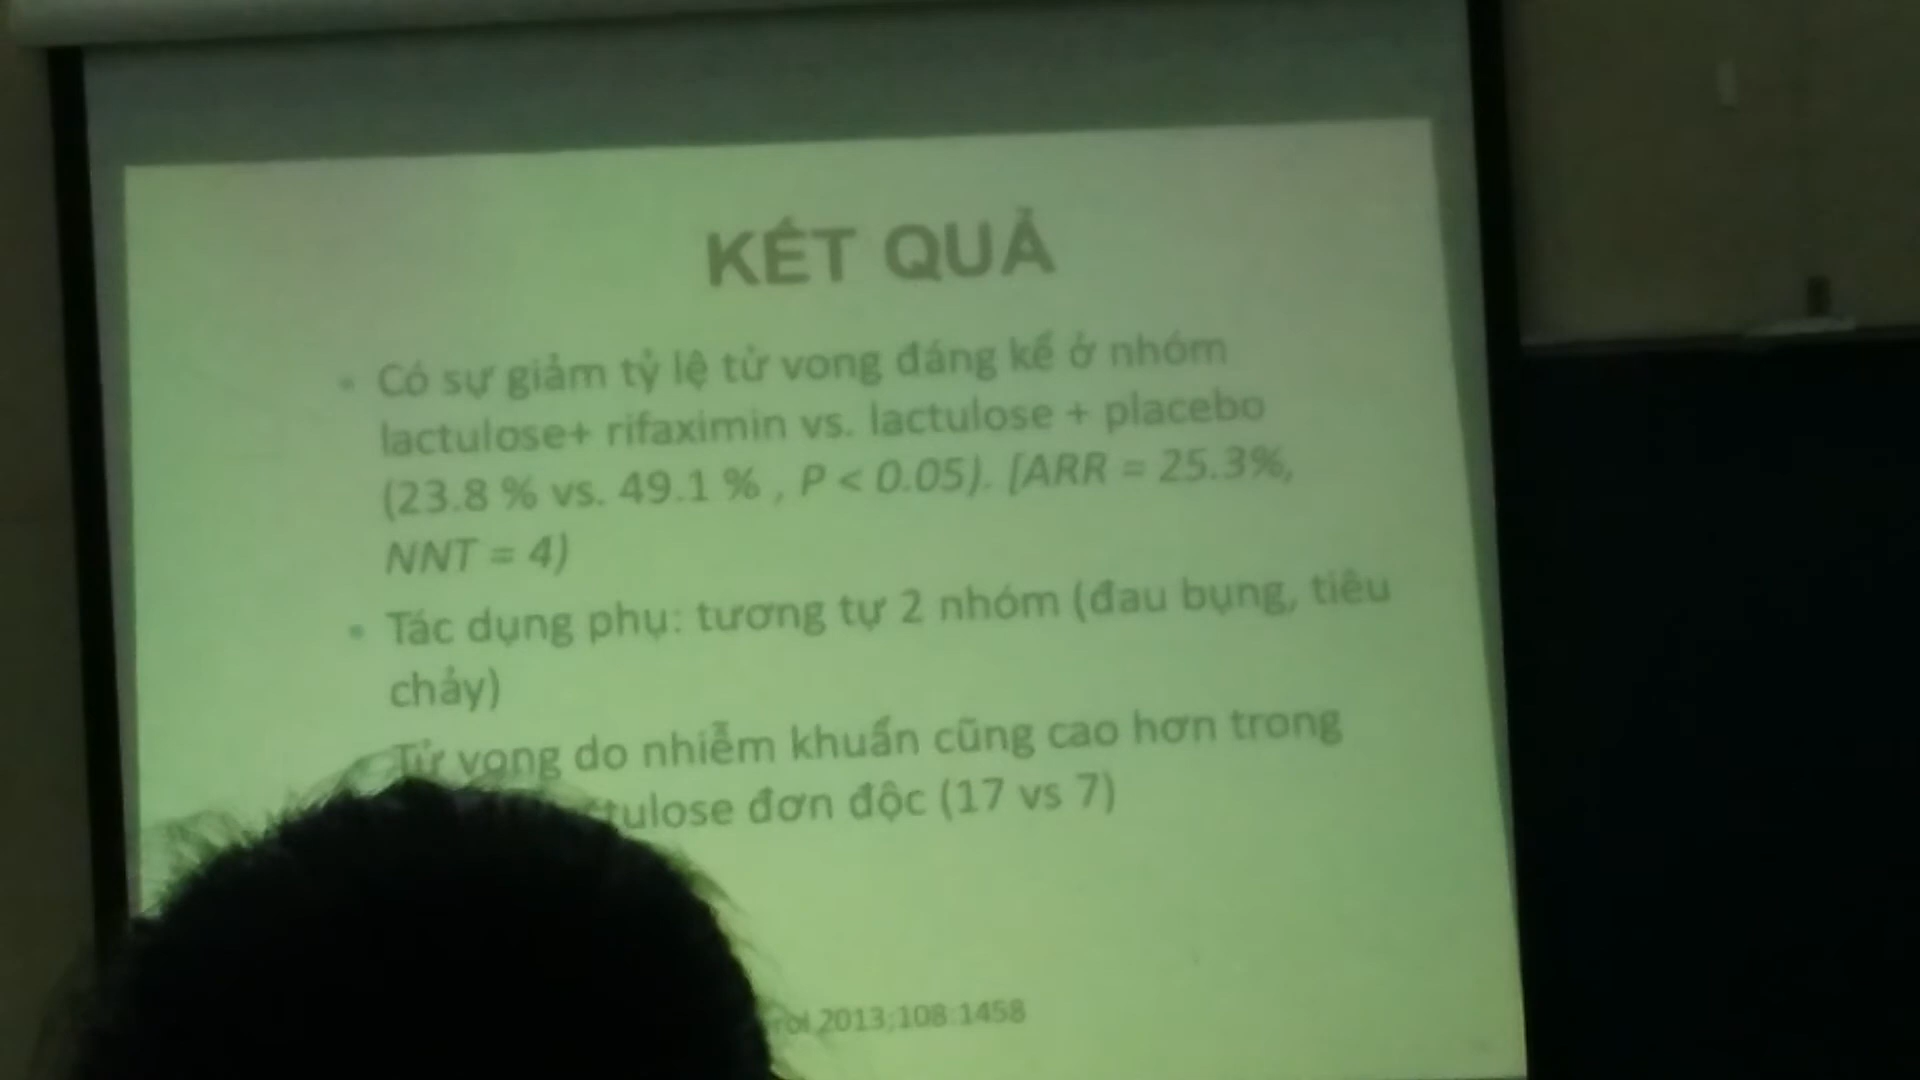 KẾT QUẢ
• Có sự giảm tỷ lệ tử vong đáng kể ở nhóm
lactulose+ rifaximin vs. lactulose + placebo
(23.8 % vs. 49.1 % , P < 0.05). [ARR = 25.3%,
NNT = 4)
• Tác dụng phụ: tương tự 2 nhóm (đau bụng, tiêu
chảy)
Tử vong do nhiễm khuẩn cũng cao hơn trong
tulose đơn độc (17 vs 7)
rol 2013;108:1458